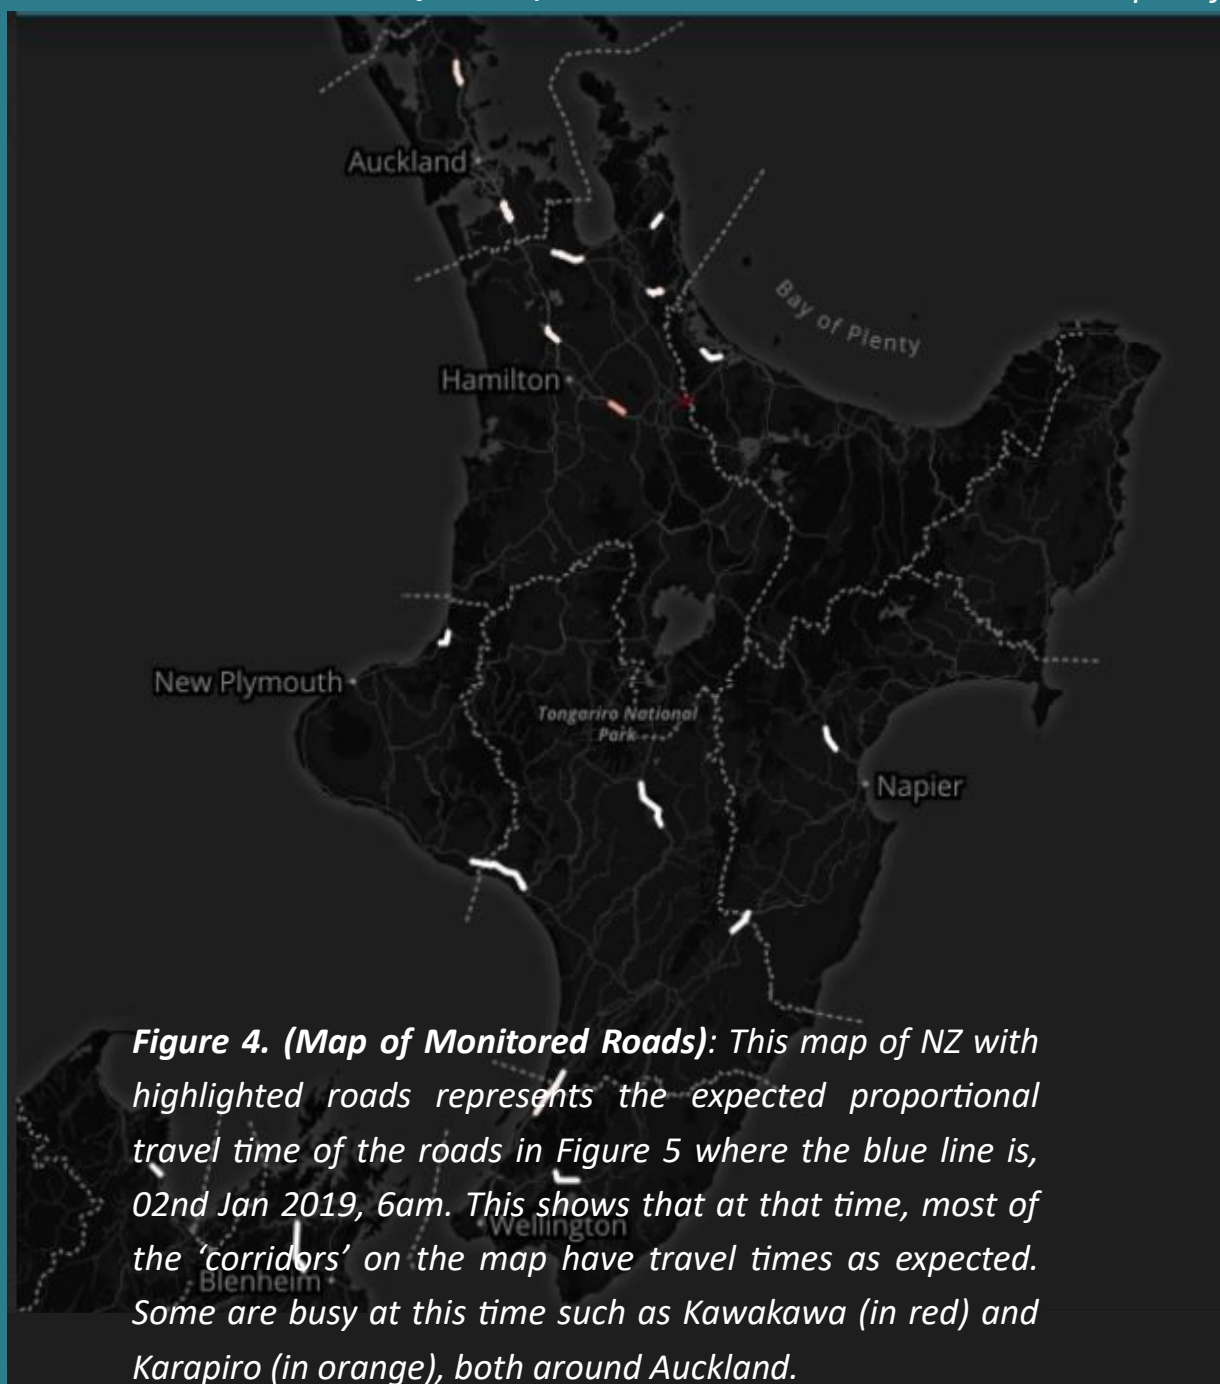 Auckland
Bay of Plenty
Hamilton
New Plymouth
Tongariro National
Park
Napier
Figure 4. (Map of Monitored Roads): This map of NZ with
highlighted roads represents the expected proportional
travel time of the roads in Figure 5 where the blue line is,
02nd Jan 2019, 6am. This shows that at that time, most of
the ‘corridors’ on the map have travel times as expected.
Some are busy at this time such as Kawakawa (in red) and
Karapiro (in orange), both around Auckland.
Wellington
Blenheim